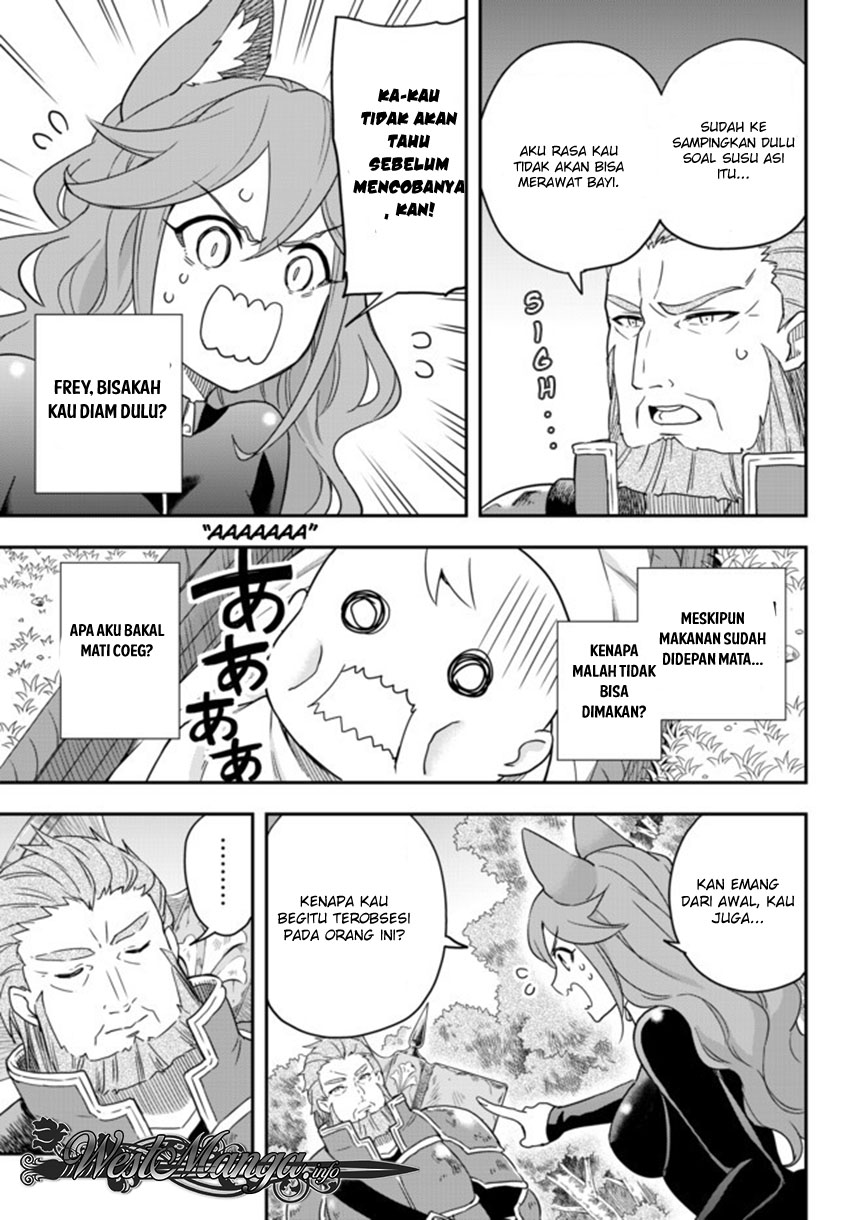 SUDAH KE
SAMPINGKAN DULU
SOAL SUSU ASI
ITU...
AKU RASA KAU
TIDAK AKAN BISA
MERAWAT BAYI.
SIGH...
KA-KAU
TIDAK AKAN
TAHU
SEBELUM
MENCOBANYA
, KAN!
FREY, BISAKAH
KAU DIAM DULU?
MESKIPUN
MAKANAN SUDAH
DIDEPAN MATA...
KENAPA
MALAH TIDAK
BISA
DIMAKAN?
"AAAAAAA"
あああああ
APA AKU BAKAL
MATI COEG?
KAN EMANG
DARI AWAL, KAU
JUGA...
KENAPA KAU
BEGITU TEROBSESI
PADA ORANG INI?
........
WestManga.info